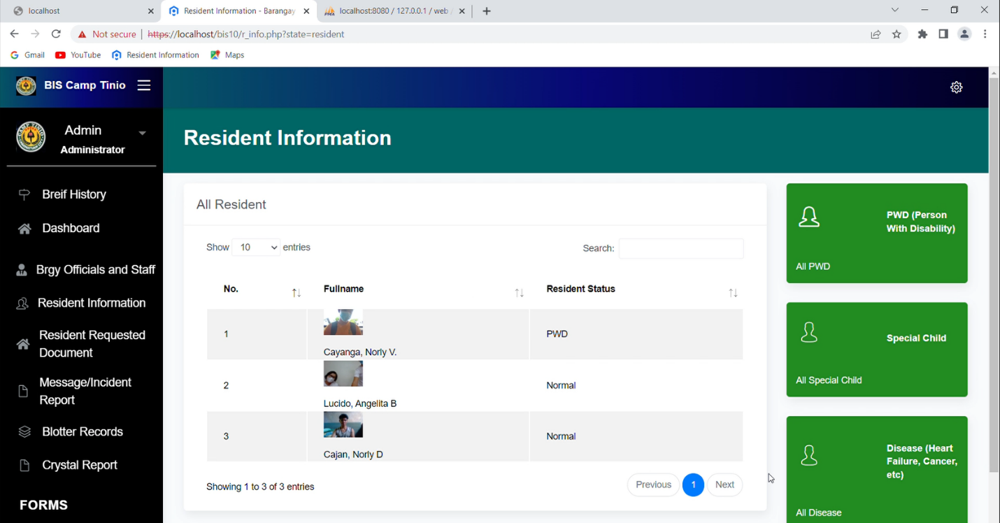 localhost
Resident Information - Barangay
localhost:8080 / 127.0.0.1 / web
Not secure | https://localhost/bis10/r_info.php?state=resident
Gmail
YouTube
Resident Information
Maps
BIS Camp Tinio
Admin
Administrator
Breif History
Dashboard
Brgy Officials and Staff
Resident Information
Resident Requested
Document
Message/Incident
Report
Blotter Records
Crystal Report
FORMS
Resident Information
All Resident
Show 10 entries
Search:
No. Fullname Resident Status
1 Cayanga, Norly V. PWD
2 Lucido, Angelita B Normal
3 Cajan, Norly D Normal
Showing 1 to 3 of 3 entries
Previous 1 Next
PWD (Person
With Disability)
All PWD
Special Child
All Special Child
Disease (Heart
Failure, Cancer,
etc)
All Disease